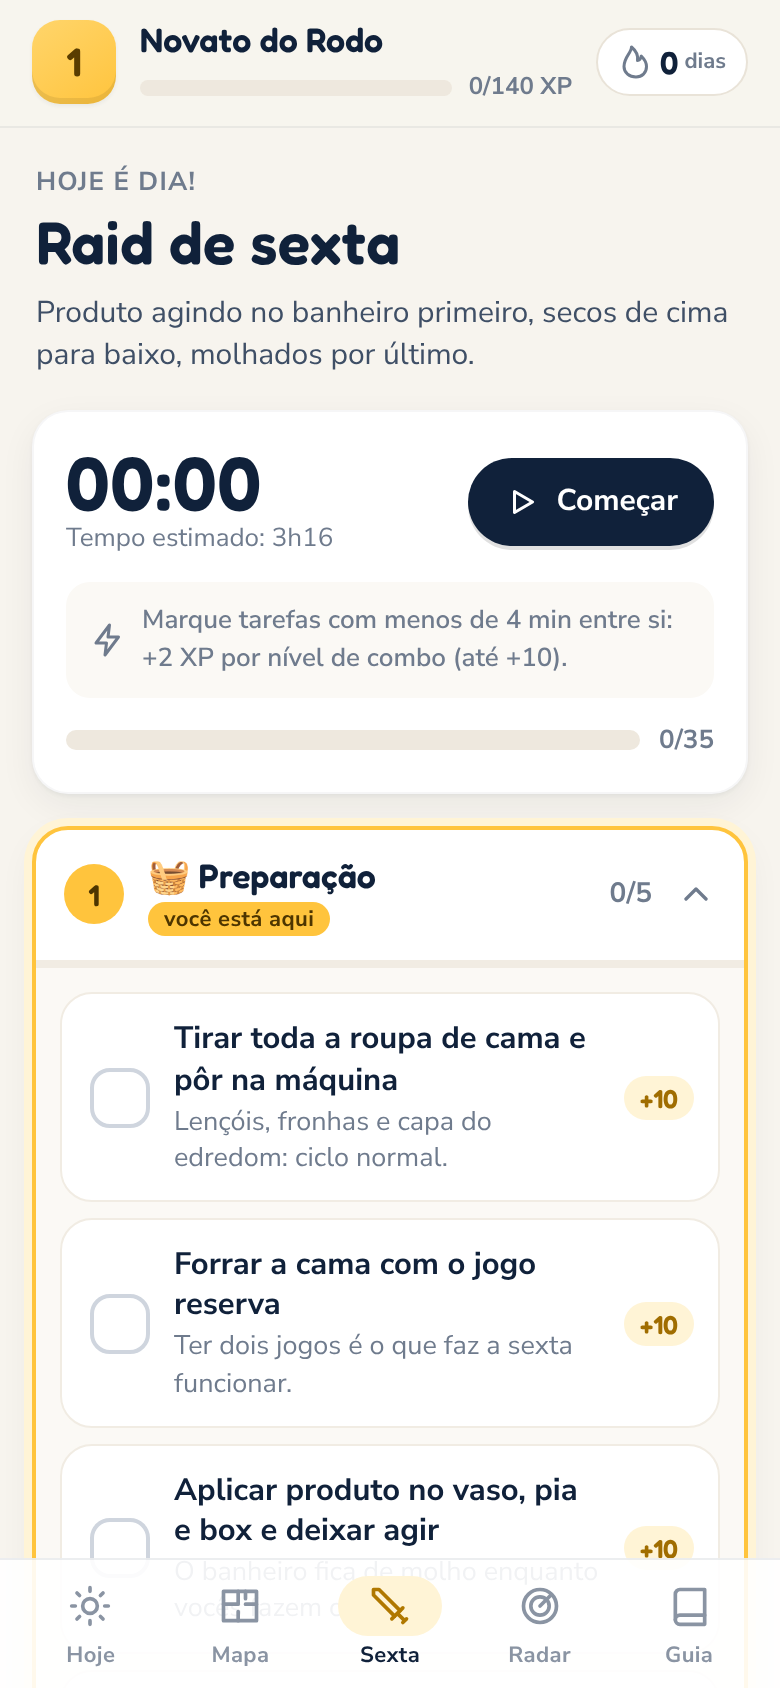 1
Novato do Rodo
0/140 XP
0 dias
HOJE É DIA!
Raid de sexta
Produto agindo no banheiro primeiro, secos de cima
para baixo, molhados por último.
00:00
Começar
Tempo estimado: 3h16
Marque tarefas com menos de 4 min entre si:
+2 XP por nível de combo (até +10).
0/35
1
Preparação
você está aqui
0/5
Tirar toda a roupa de cama e
pôr na máquina
Lençóis, fronhas e capa do
edredom: ciclo normal.
+10
Forrar a cama com o jogo
reserva
Ter dois jogos é o que faz a sexta
funcionar.
+10
Aplicar produto no vaso, pia
e box e deixar agir
+10
O banheiro fica de molho enquanto
Hoje
Mapa
Sexta
Radar
Guia